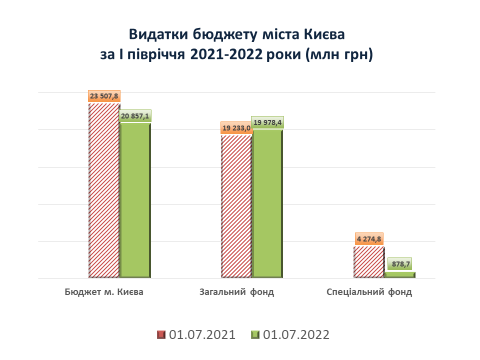 Видатки бюджету міста Києва
за І півріччя 2021-2022 роки (млн грн)
23 507,8
20 857,1
19 233,0
19 978,4
4 274,8
878,7
Бюджет м. Києва
Загальний фонд
Спеціальний фонд
01.07.2021
01.07.2022